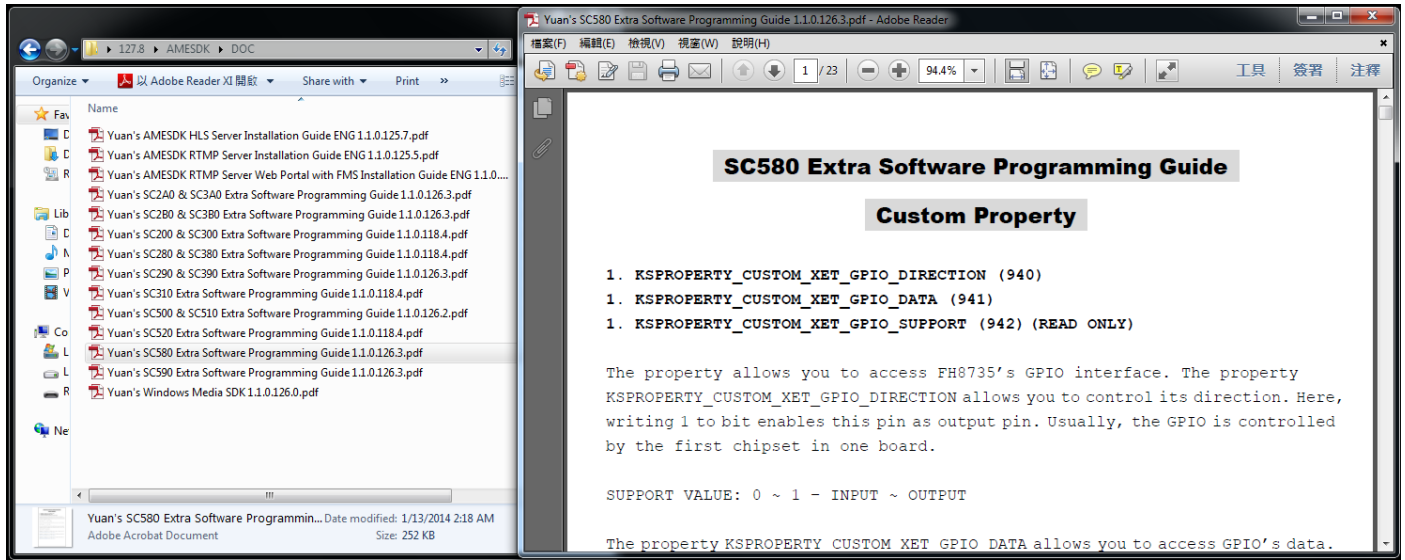 127.8 ▸ AMESDK ▸ DOC
Organize 以 Adobe Reader XI 開啟 Share with Print »
Name
Fav
D
D
R
Lib
D
N
P
V
Co
L
L
R
Ne
Yuan's AMESDK HLS Server Installation Guide ENG 1.1.0.125.7.pdf
Yuan's AMESDK RTMP Server Installation Guide ENG 1.1.0.125.5.pdf
Yuan's AMESDK RTMP Server Web Portal with FMS Installation Guide ENG 1.1.0....
Yuan's SC2A0 & SC3A0 Extra Software Programming Guide 1.1.0.126.3.pdf
Yuan's SC2B0 & SC3B0 Extra Software Programming Guide 1.1.0.126.3.pdf
Yuan's SC200 & SC300 Extra Software Programming Guide 1.1.0.118.4.pdf
Yuan's SC280 & SC380 Extra Software Programming Guide 1.1.0.118.4.pdf
Yuan's SC290 & SC390 Extra Software Programming Guide 1.1.0.126.3.pdf
Yuan's SC310 Extra Software Programming Guide 1.1.0.118.4.pdf
Yuan's SC500 & SC510 Extra Software Programming Guide 1.1.0.126.2.pdf
Yuan's SC520 Extra Software Programming Guide 1.1.0.118.4.pdf
Yuan's SC580 Extra Software Programming Guide 1.1.0.126.3.pdf
Yuan's SC590 Extra Software Programming Guide 1.1.0.126.3.pdf
Yuan's Windows Media SDK 1.1.0.126.0.pdf
Yuan's SC580 Extra Software Programmin... Date modified: 1/13/2014 2:18 AM
Adobe Acrobat Document Size: 252 KB
Yuan's SC580 Extra Software Programming Guide 1.1.0.126.3.pdf - Adobe Reader
檔案(F) 編輯(E) 檢視(V) 視窗(W) 說明(H)
1 / 23 94.4% 工具 簽署 注釋
SC580 Extra Software Programming Guide
Custom Property
1. KSPROPERTY_CUSTOM_XET_GPIO_DIRECTION (940)
1. KSPROPERTY_CUSTOM_XET_GPIO_DATA (941)
1. KSPROPERTY_CUSTOM_XET_GPIO_SUPPORT (942) (READ ONLY)
The property allows you to access FH8735’s GPIO interface. The property
KSPROPERTY_CUSTOM_XET_GPIO_DIRECTION allows you to control its direction. Here,
writing 1 to bit enables this pin as output pin. Usually, the GPIO is controlled
by the first chipset in one board.
SUPPORT VALUE: 0 ~ 1 - INPUT ~ OUTPUT
The property KSPROPERTY_CUSTOM_XET_GPIO_DATA allows you to access GPIO’s data.